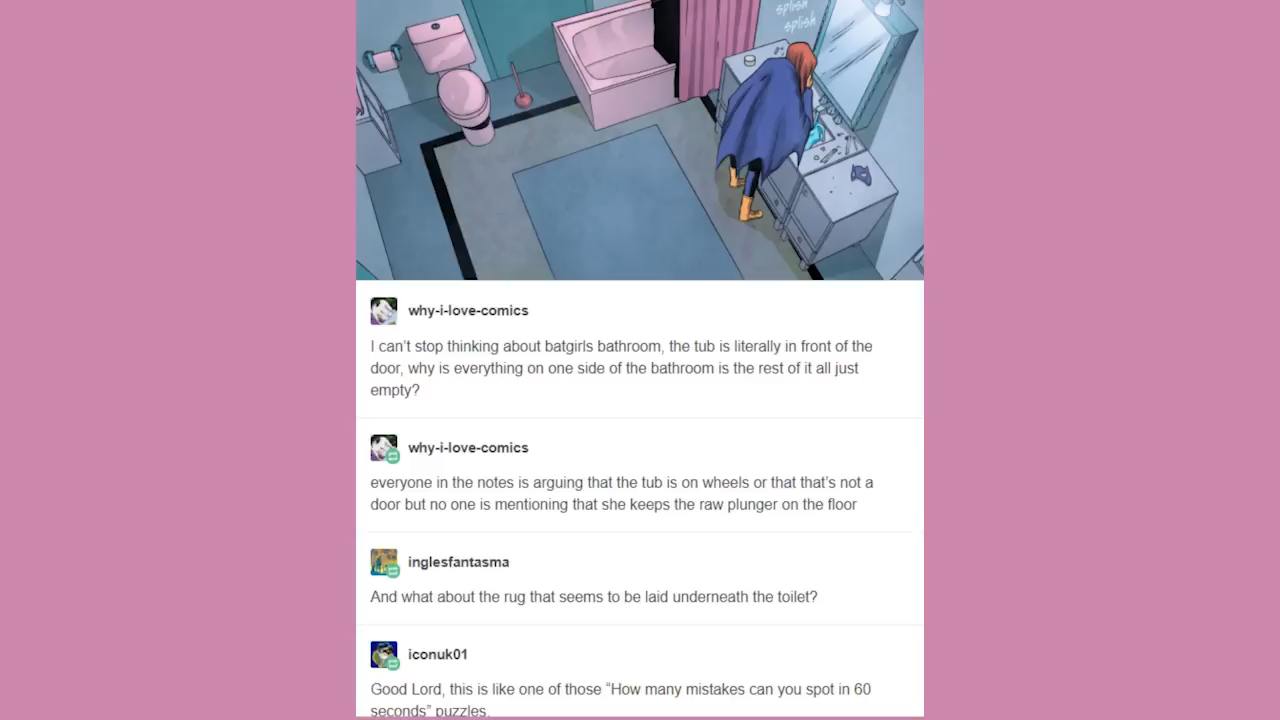 splish
splish
why-i-love-comics
I can't stop thinking about batgirls bathroom, the tub is literally in front of the
door, why is everything on one side of the bathroom is the rest of it all just
empty?
why-i-love-comics
everyone in the notes is arguing that the tub is on wheels or that that's not a
door but no one is mentioning that she keeps the raw plunger on the floor
inglesfantasma
And what about the rug that seems to be laid underneath the toilet?
iconuk01
Good Lord, this is like one of those “How many mistakes can you spot in 60
seconds” puzzles.